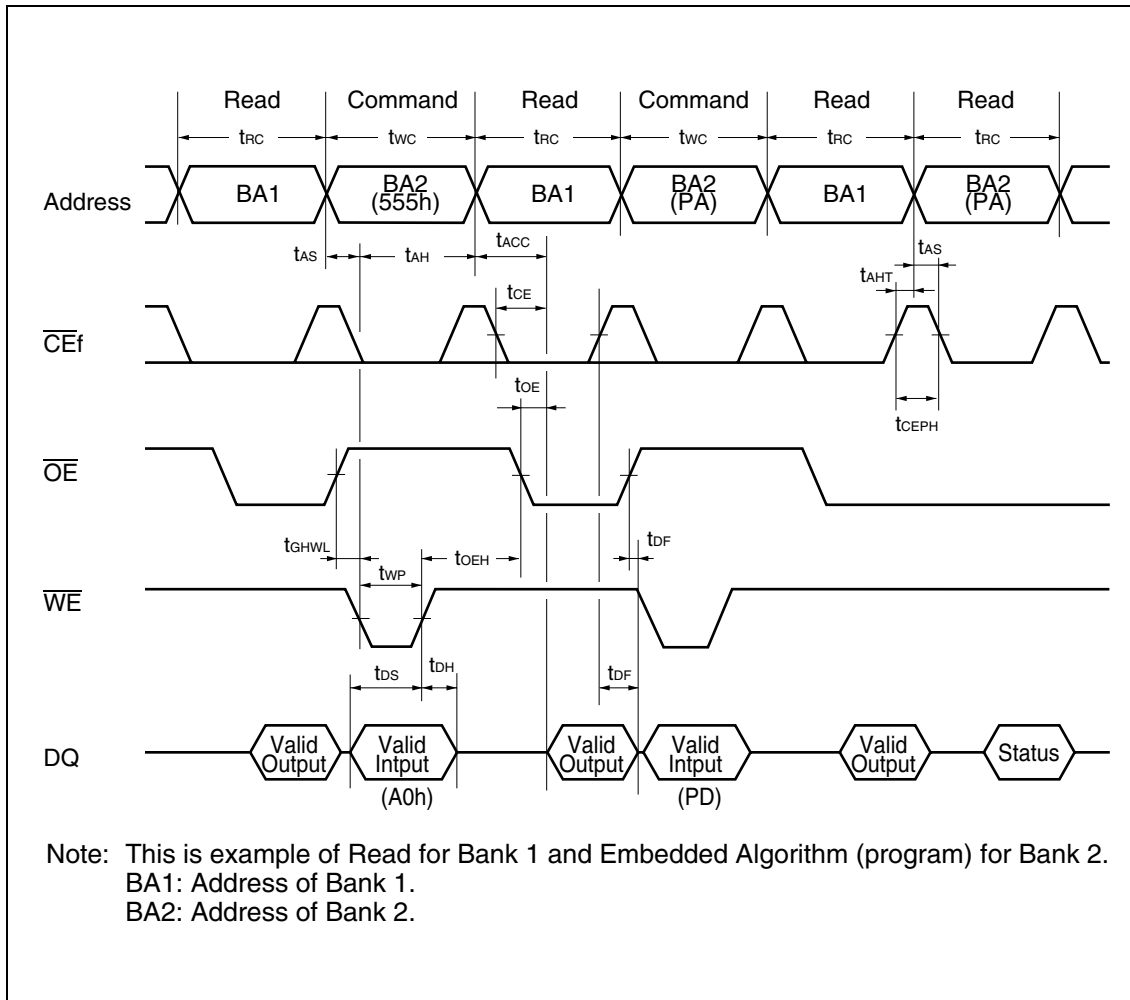 Read Command Read Command Read Read
tRC tWC tRC tWC tRC tRC
Address BA1 BA2 BA1 BA2 BA1 BA2
(555h) (PA) (PA)
tAS tAH tACC tAS
tAHT
tCE
CEf
tOE
tCEPH
OE
tGHWL tOEH tDF
tWP
WE
tDS tDH tDF
DQ Valid Valid Valid Valid Valid Status
Output Intput Output Intput Output
(A0h) (PD)
Note: This is example of Read for Bank 1 and Embedded Algorithm (program) for Bank 2.
BA1: Address of Bank 1.
BA2: Address of Bank 2.